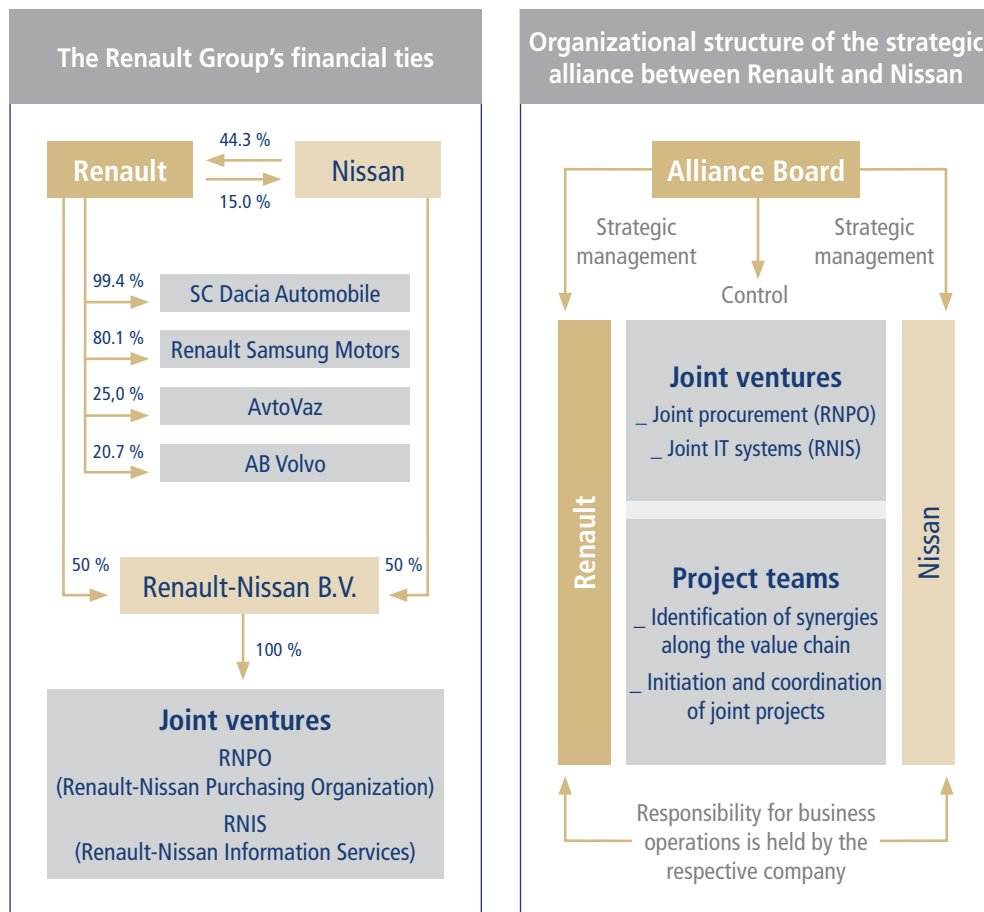 The Renault Group's financial ties
44.3 %
Renault
Nissan
15.0 %
99.4 %
SC Dacia Automobile
80.1 %
Renault Samsung Motors
25,0 %
AvtoVaz
20.7 %
AB Volvo
50 %
Renault-Nissan B.V.
50 %
100 %
Joint ventures
RNPO
(Renault-Nissan Purchasing Organization)
RNIS
(Renault-Nissan Information Services)
Organizational structure of the strategic
alliance between Renault and Nissan
Alliance Board
Strategic
management
Strategic
management
Control
Renault
Joint ventures
_ Joint procurement (RNPO)
_ Joint IT systems (RNIS)
Project teams
_ Identification of synergies
along the value chain
_ Initiation and coordination
of joint projects
Nissan
Responsibility for business
operations is held by the
respective company